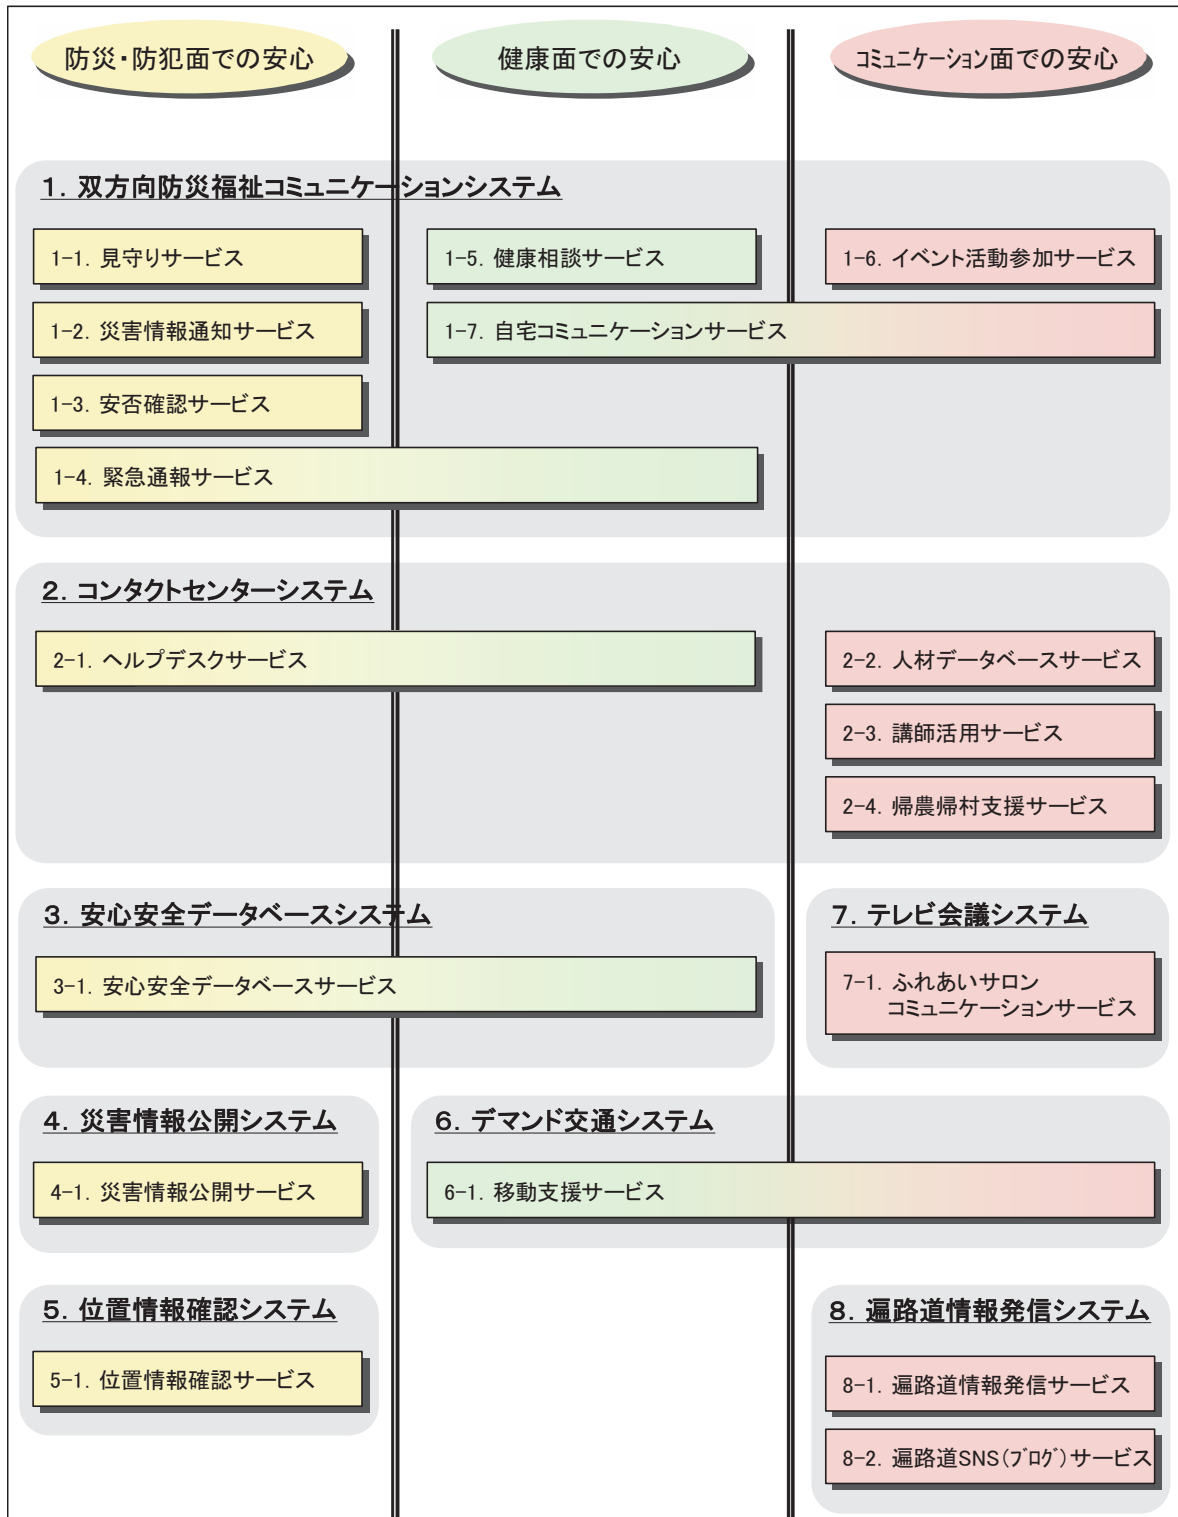 防災・防犯面での安心
健康面での安心
コミュニケーション面での安心
1．双方向防災福祉コミュニケーションシステム
1-1．見守りサービス
1-5．健康相談サービス
1-6．イベント活動参加サービス
1-2．災害情報通知サービス
1-7．自宅コミュニケーションサービス
1-3．安否確認サービス
1-4．緊急通報サービス
2．コンタクトセンターシステム
2-1．ヘルプデスクサービス
2-2．人材データベースサービス
2-3．講師活用サービス
2-4．帰農帰村支援サービス
3．安心安全データベースシステム
3-1．安心安全データベースサービス
7．テレビ会議システム
7-1．ふれあいサロン
コミュニケーションサービス
4．災害情報公開システム
4-1．災害情報公開サービス
6．デマンド交通システム
6-1．移動支援サービス
5．位置情報確認システム
5-1．位置情報確認サービス
8．遍路道情報発信システム
8-1．遍路道情報発信サービス
8-2．遍路道SNS（ﾌﾞﾛｸﾞ）サービス